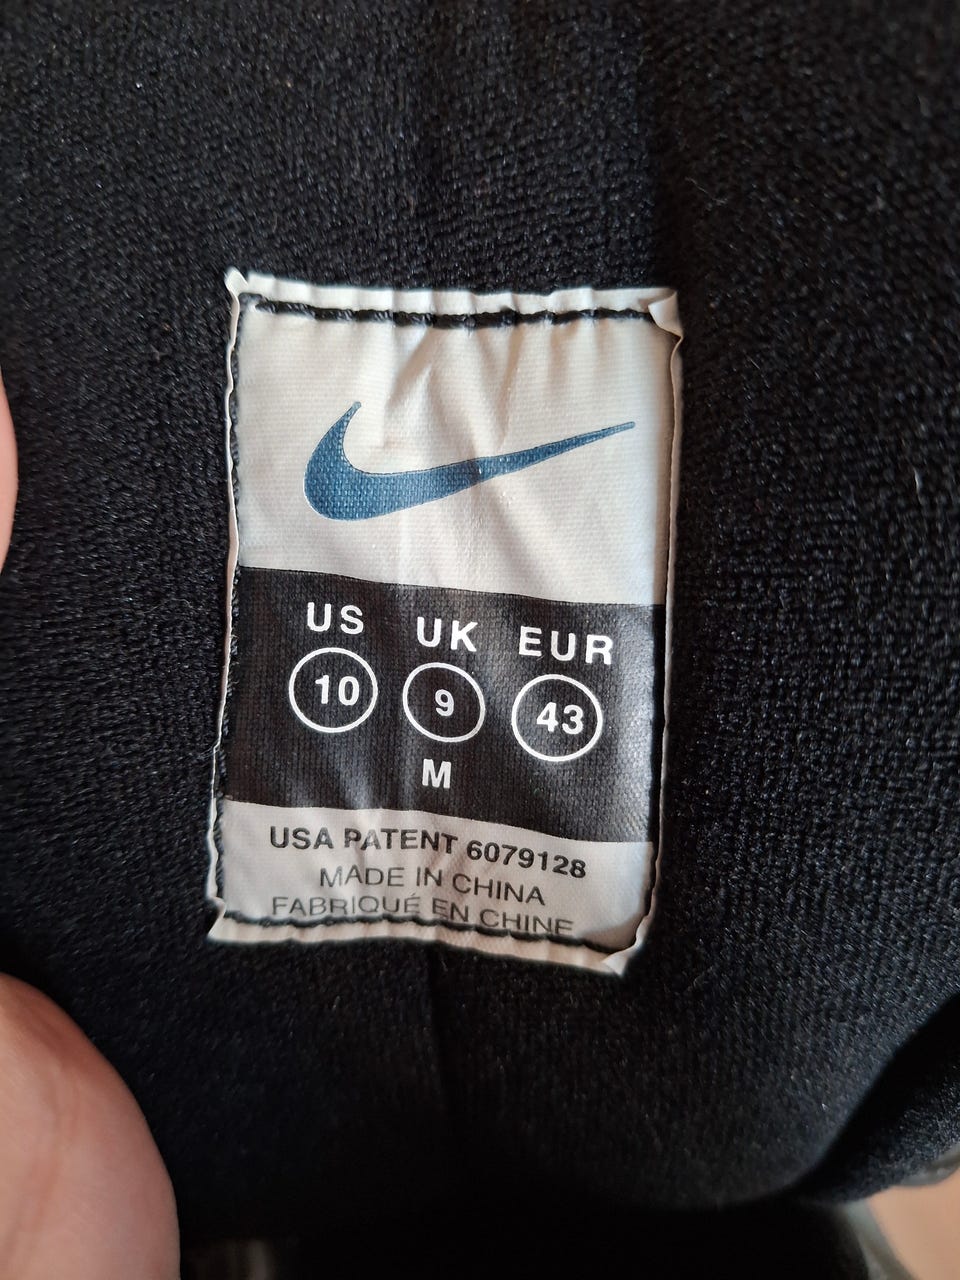 US UK EUR
10 9 43
M
USA PATENT 6079128
MADE IN CHINA
FABRIQUÉ EN CHINE